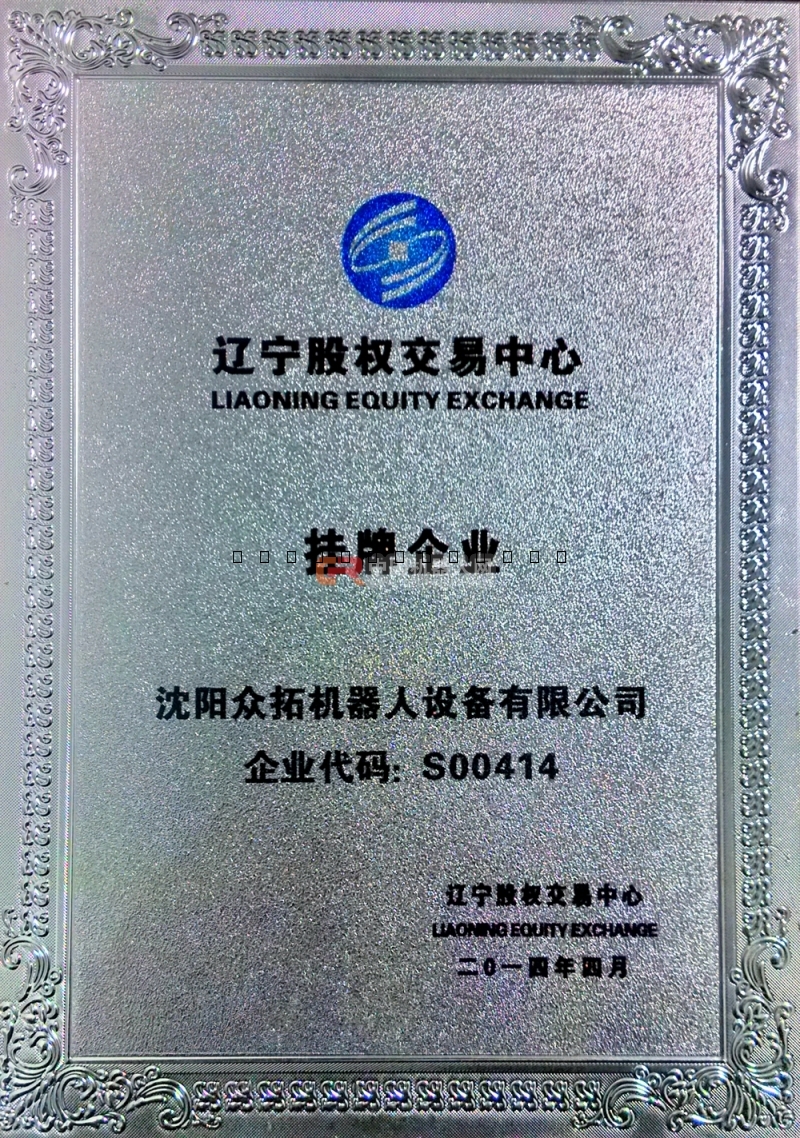 辽宁股权交易中心
LIAONING EQUITY EXCHANGE
挂牌企业
沈阳众拓机器人设备有限公司
企业代码: S00414
辽宁股权交易中心
LIAONING EQUITY EXCHANGE
二0一四年四月